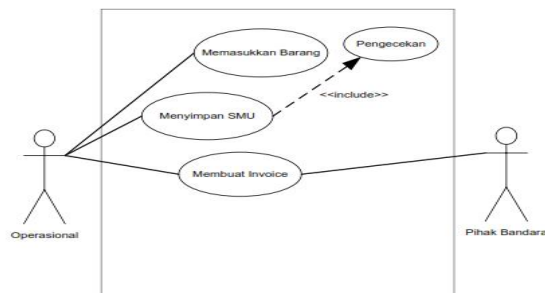 Pengecekan
Memasukkan Barang
<<include>>
Menyimpan SMU
Membuat Invoice
Operasional
Pihak Bandara